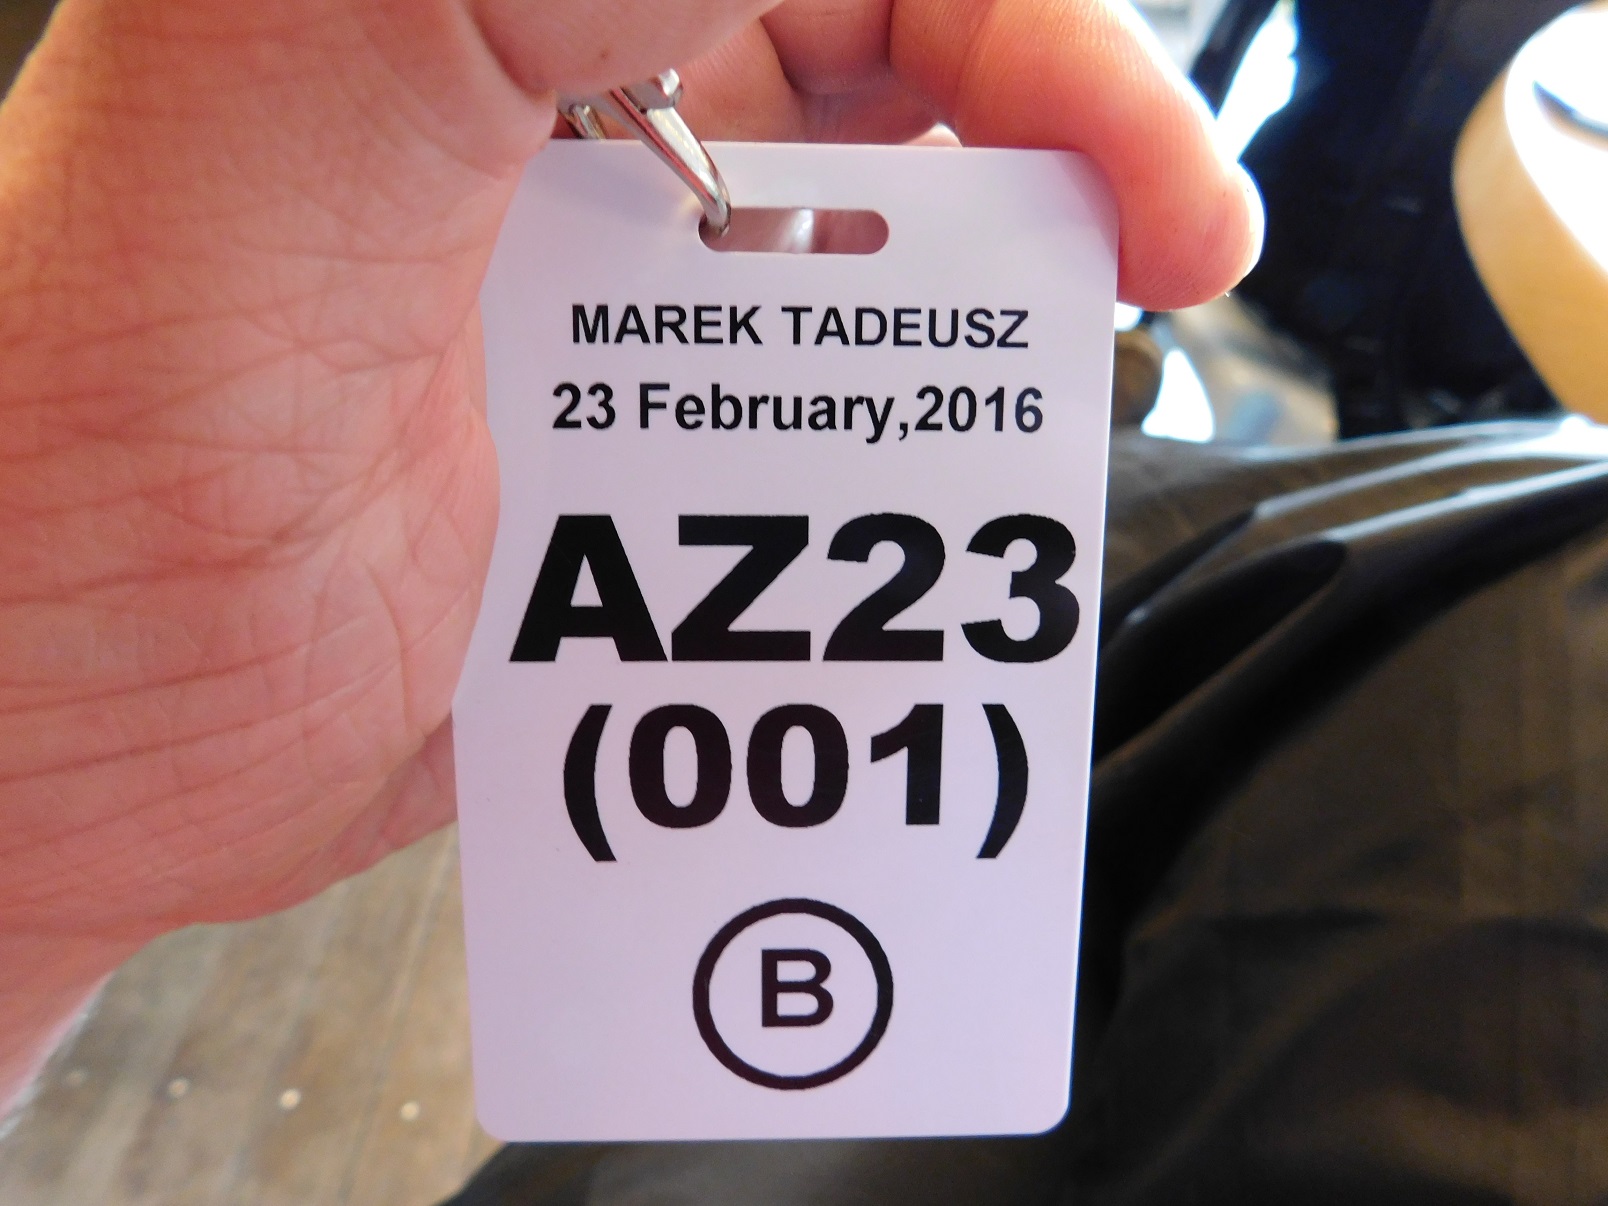 MAREK TADEUSZ
23 February,2016
AZ23
(001)
B